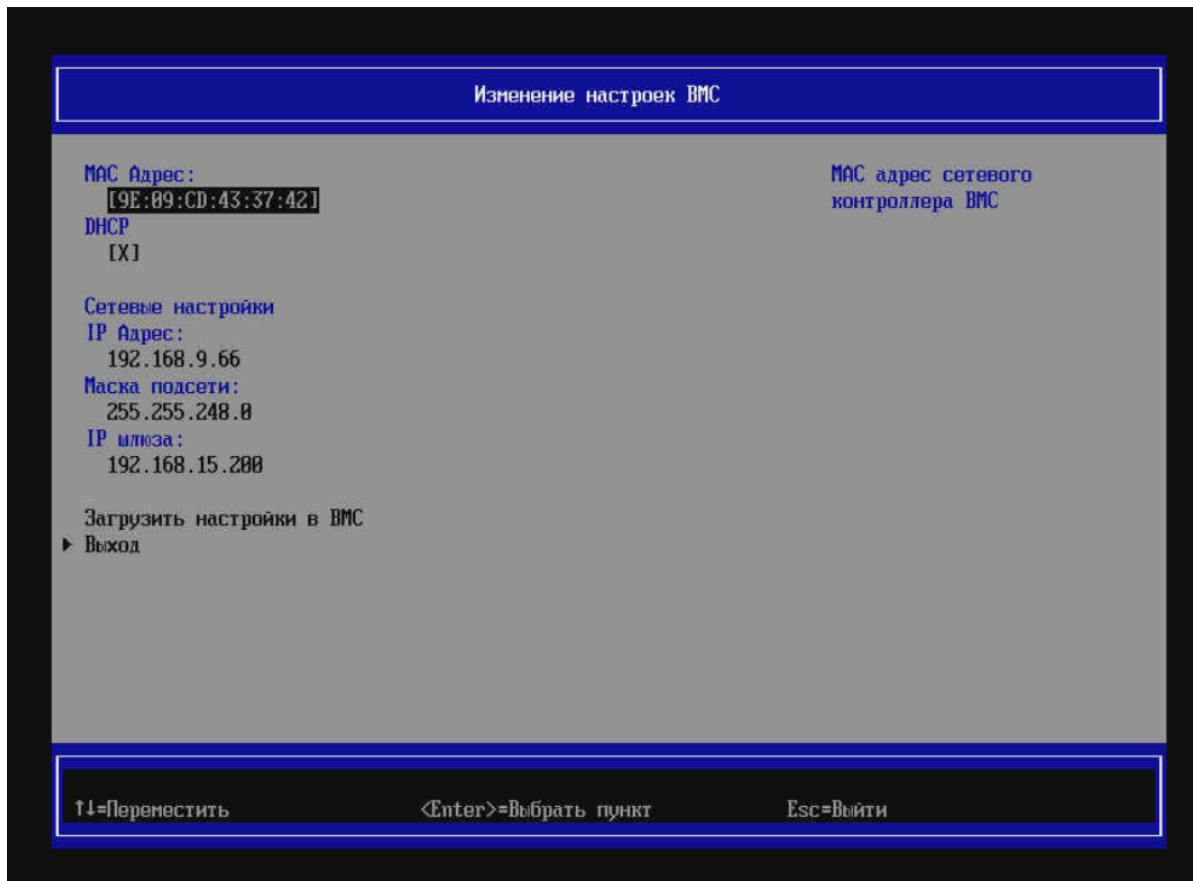 Изменение настроек BMC
MAC Адрес:
[9E:09:CD:43:37:42]
DHCP
[X]
Сетевые настройки
IP Адрес:
192.168.9.66
Маска подсети:
255.255.248.0
IP шлюза:
192.168.15.200
Загрузить настройки в BMC
▶ Выход
MAC адрес сетевого
контроллера BMC
↑↓=Переместить <Enter>=Выбрать пункт Esc=Выйти